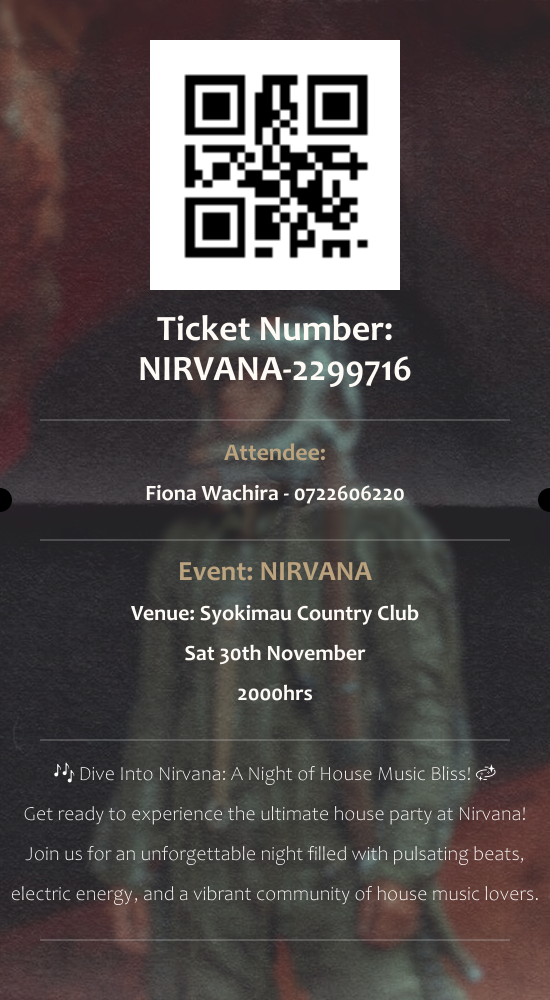 Ticket Number:
NIRVANA-2299716
Attendee:
Fiona Wachira - 0722606220
Event: NIRVANA
Venue: Syokimau Country Club
Sat 30th November
2000hrs
🎶 Dive Into Nirvana: A Night of House Music Bliss! 💫
Get ready to experience the ultimate house party at Nirvana!
Join us for an unforgettable night filled with pulsating beats,
electric energy, and a vibrant community of house music lovers.